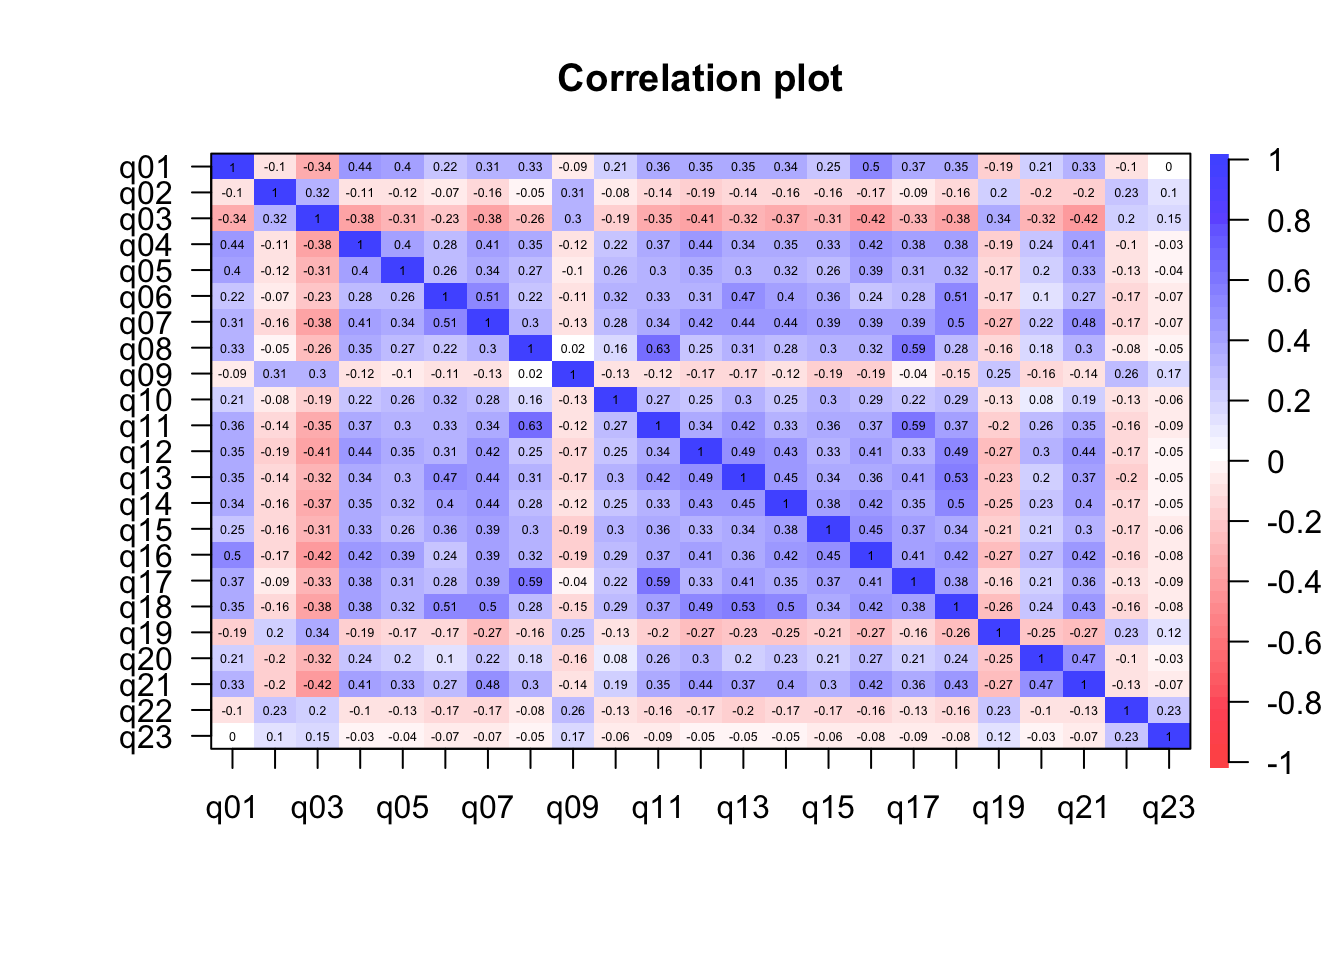 Correlation plot
q01 1 -0.1 -0.34 0.44 0.4 0.22 0.31 0.33 -0.09 0.21 0.36 0.35 0.35 0.34 0.25 0.5 0.37 0.35 -0.19 0.21 0.33 -0.1 0
q02 -0.1 1 0.32 -0.11 -0.12 -0.07 -0.16 -0.05 0.31 -0.08 -0.14 -0.19 -0.14 -0.16 -0.16 -0.17 -0.09 -0.16 0.2 -0.2 -0.2 0.23 0.1
q03 -0.34 0.32 1 -0.38 -0.31 -0.23 -0.38 -0.26 0.3 -0.19 -0.35 -0.41 -0.32 -0.37 -0.31 -0.42 -0.33 -0.38 0.34 -0.32 -0.42 0.2 0.15
q04 0.44 -0.11 -0.38 1 0.4 0.28 0.41 0.35 -0.12 0.22 0.37 0.44 0.34 0.35 0.33 0.42 0.38 0.38 -0.19 0.24 0.41 -0.1 -0.03
q05 0.4 -0.12 -0.31 0.4 1 0.26 0.34 0.27 -0.1 0.26 0.3 0.35 0.3 0.32 0.26 0.39 0.31 0.32 -0.17 0.2 0.33 -0.13 -0.04
q06 0.22 -0.07 -0.23 0.28 0.26 1 0.51 0.22 -0.11 0.32 0.33 0.31 0.47 0.4 0.36 0.24 0.28 0.51 -0.17 0.1 0.27 -0.17 -0.07
q07 0.31 -0.16 -0.38 0.41 0.34 0.51 1 0.3 -0.13 0.28 0.34 0.42 0.44 0.44 0.39 0.39 0.39 0.5 -0.27 0.22 0.48 -0.17 -0.07
q08 0.33 -0.05 -0.26 0.35 0.27 0.22 0.3 1 0.02 0.16 0.63 0.25 0.31 0.28 0.3 0.32 0.59 0.28 -0.16 0.18 0.3 -0.08 -0.05
q09 -0.09 0.31 0.3 -0.12 -0.1 -0.11 -0.13 0.02 1 -0.13 -0.12 -0.17 -0.17 -0.12 -0.19 -0.19 -0.04 -0.15 0.25 -0.16 -0.14 0.26 0.17
q10 0.21 -0.08 -0.19 0.22 0.26 0.32 0.28 0.16 -0.13 1 0.27 0.25 0.3 0.25 0.3 0.29 0.22 0.29 -0.13 0.08 0.19 -0.13 -0.06
q11 0.36 -0.14 -0.35 0.37 0.3 0.33 0.34 0.63 -0.12 0.27 1 0.34 0.42 0.33 0.36 0.37 0.59 0.37 -0.2 0.26 0.35 -0.16 -0.09
q12 0.35 -0.19 -0.41 0.44 0.35 0.31 0.42 0.25 -0.17 0.25 0.34 1 0.49 0.43 0.33 0.41 0.33 0.49 -0.27 0.3 0.44 -0.17 -0.05
q13 0.35 -0.14 -0.32 0.34 0.3 0.47 0.44 0.31 -0.17 0.3 0.42 0.49 1 0.45 0.34 0.36 0.41 0.53 -0.23 0.2 0.37 -0.2 -0.05
q14 0.34 -0.16 -0.37 0.35 0.32 0.4 0.44 0.28 -0.12 0.25 0.33 0.43 0.45 1 0.38 0.42 0.35 0.5 -0.25 0.23 0.4 -0.17 -0.05
q15 0.25 -0.16 -0.31 0.33 0.26 0.36 0.39 0.3 -0.19 0.3 0.36 0.33 0.34 0.38 1 0.45 0.37 0.34 -0.21 0.21 0.3 -0.17 -0.06
q16 0.5 -0.17 -0.42 0.42 0.39 0.24 0.39 0.32 -0.19 0.29 0.37 0.41 0.36 0.42 0.45 1 0.41 0.42 -0.27 0.27 0.42 -0.16 -0.08
q17 0.37 -0.09 -0.33 0.38 0.31 0.28 0.39 0.59 -0.04 0.22 0.59 0.33 0.41 0.35 0.37 0.41 1 0.38 -0.16 0.21 0.36 -0.13 -0.09
q18 0.35 -0.16 -0.38 0.38 0.32 0.51 0.5 0.28 -0.15 0.29 0.37 0.49 0.53 0.5 0.34 0.42 0.38 1 -0.26 0.24 0.43 -0.16 -0.08
q19 -0.19 0.2 0.34 -0.19 -0.17 -0.17 -0.27 -0.16 0.25 -0.13 -0.2 -0.27 -0.23 -0.25 -0.21 -0.27 -0.16 -0.26 1 -0.25 -0.27 0.23 0.12
q20 0.21 -0.2 -0.32 0.24 0.2 0.1 0.22 0.18 -0.16 0.08 0.26 0.3 0.2 0.23 0.21 0.27 0.21 0.24 -0.25 1 0.47 -0.1 -0.03
q21 0.33 -0.2 -0.42 0.41 0.33 0.27 0.48 0.3 -0.14 0.19 0.35 0.44 0.37 0.4 0.3 0.42 0.36 0.43 -0.27 0.47 1 -0.13 -0.07
q22 -0.1 0.23 0.2 -0.1 -0.13 -0.17 -0.17 -0.08 0.26 -0.13 -0.16 -0.17 -0.2 -0.17 -0.17 -0.16 -0.13 -0.16 0.23 -0.1 -0.13 1 0.23
q23 0 0.1 0.15 -0.03 -0.04 -0.07 -0.07 -0.05 0.17 -0.06 -0.09 -0.05 -0.05 -0.05 -0.06 -0.08 -0.09 -0.08 0.12 -0.03 -0.07 0.23 1
q01 q03 q05 q07 q09 q11 q13 q15 q17 q19 q21 q23
1
0.8
0.6
0.4
0.2
0
-0.2
-0.4
-0.6
-0.8
-1